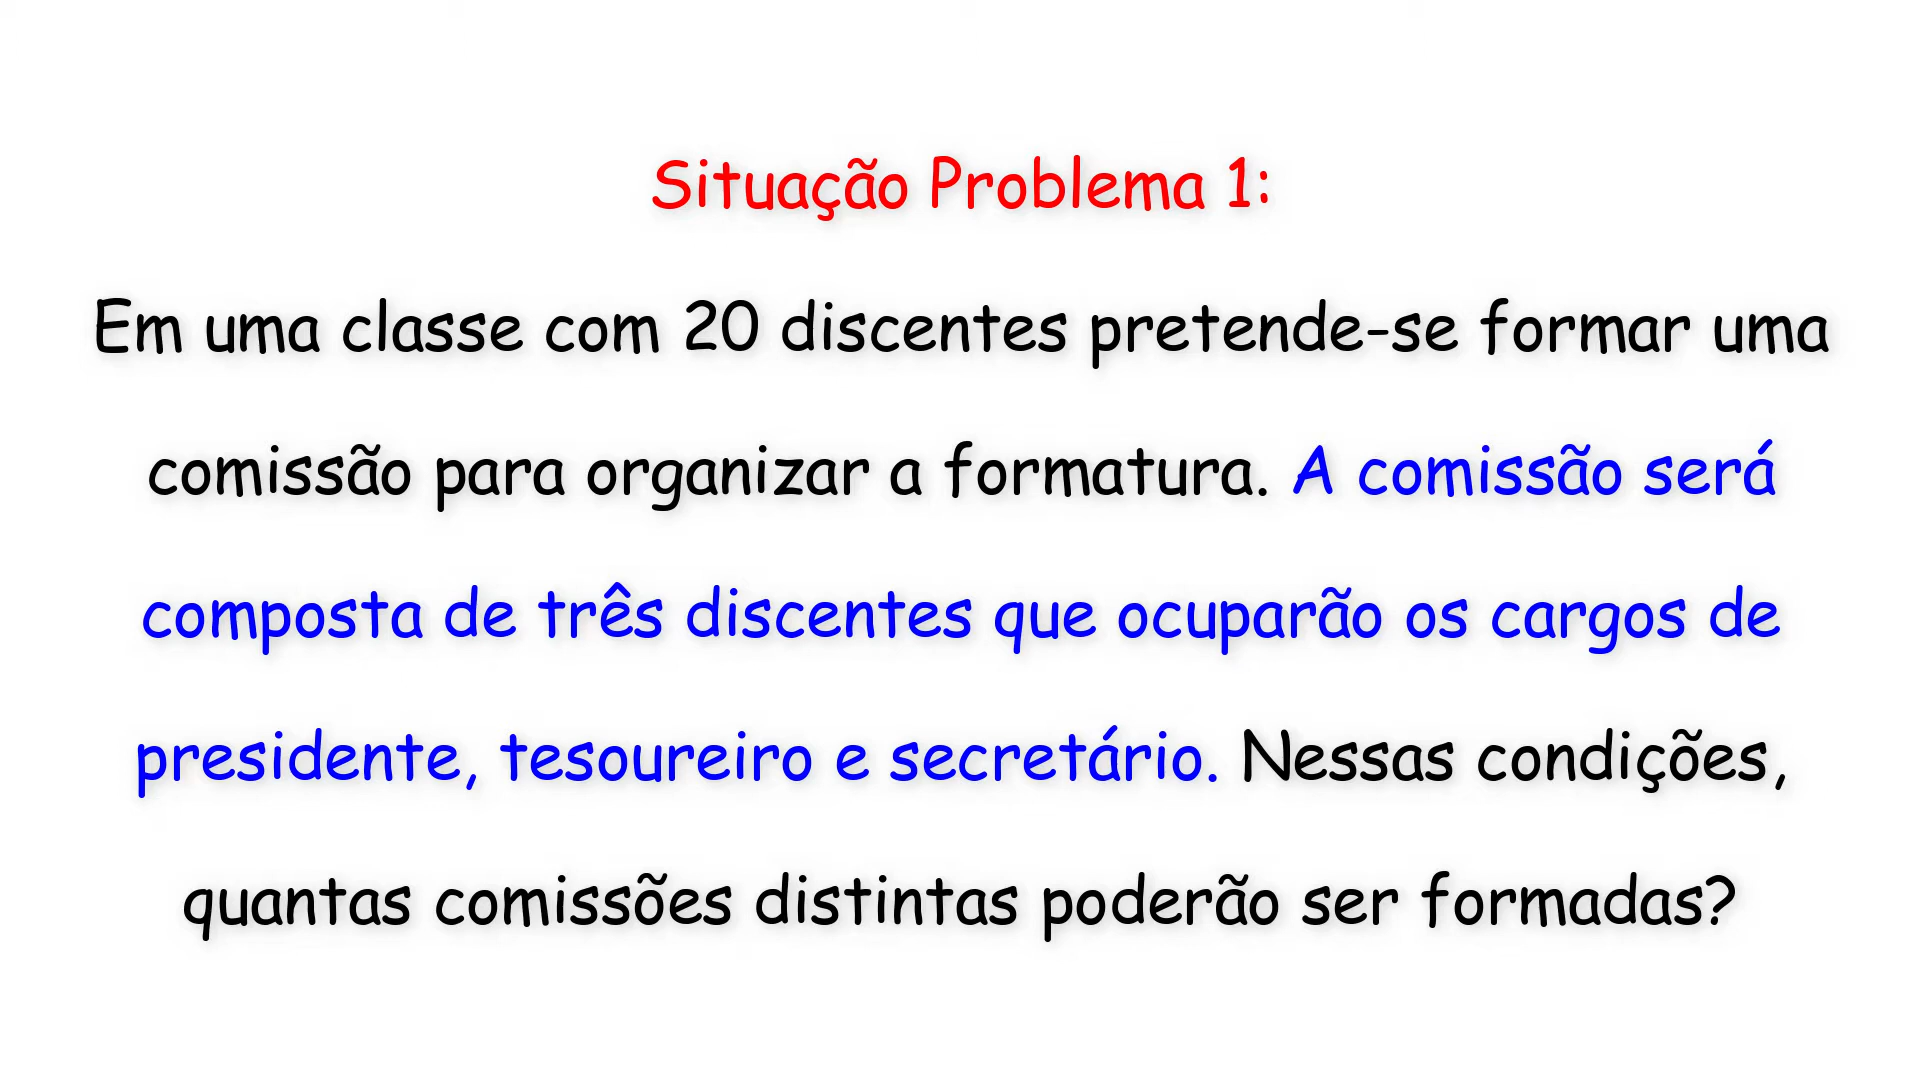 Situação Problema 1:
Em uma classe com 20 discentes pretende-se formar uma
comissão para organizar a formatura. A comissão será
composta de três discentes que ocuparão os cargos de
presidente, tesoureiro e secretário. Nessas condições,
quantas comissões distintas poderão ser formadas?